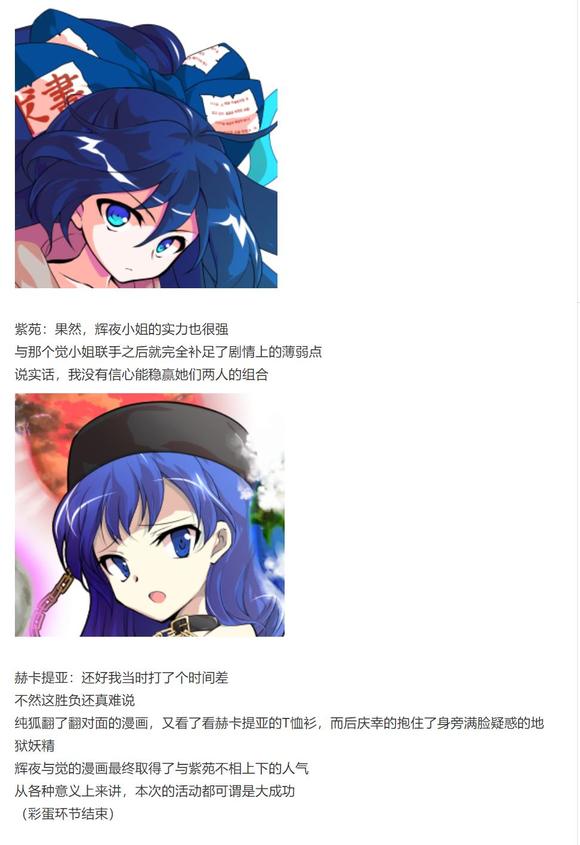 災書
紫苑：果然，辉夜小姐的实力也很强
与那个觉小姐联手之后就完全补足了剧情上的薄弱点
说实话，我没有信心能稳赢她们两人的组合
赫卡提亚：还好我当时打了个时间差
不然这胜负还真难说
纯狐翻了翻对面的漫画，又看了看赫卡提亚的T恤衫，而后庆幸的抱住了身旁满脸疑惑的地
狱妖精
辉夜与觉的漫画最终取得了与紫苑不相上下的人气
从各种意义上来讲，本次的活动都可谓是大成功
（彩蛋环节结束）